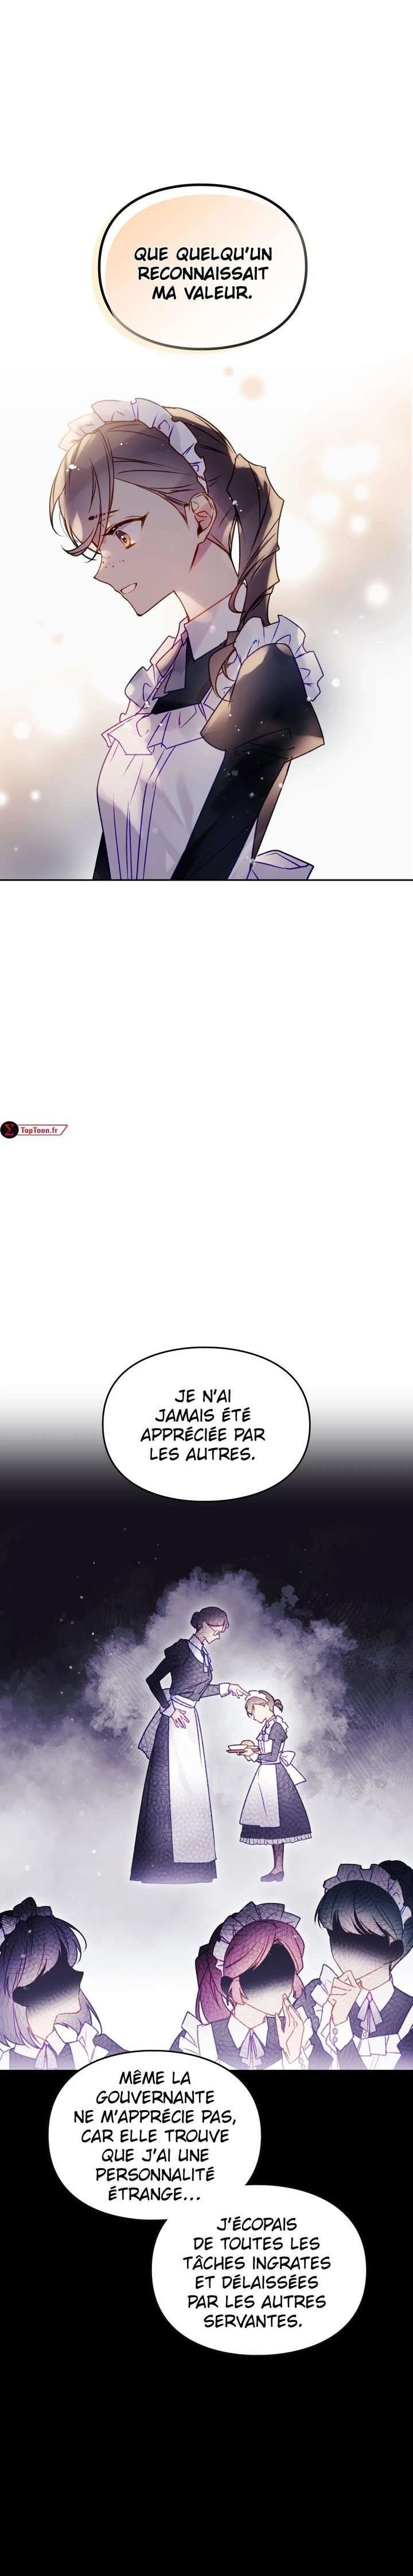 QUE QUELQU'UN
RECONNAISSAIT
MA VALEUR.
TopToon.fr
JE N'AI
JAMAIS ÉTÉ
APPRÉCIÉE PAR
LES AUTRES.
MÊME LA
GOUVERNANTE
NE M'APPRÉCIE PAS,
CAR ELLE TROUVE
QUE J'AI UNE
PERSONNALITÉ
ÉTRANGE...
J'ÉCOPAIS
DE TOUTES LES
TÂCHES INGRATES
ET DÉLAISSÉES
PAR LES AUTRES
SERVANTES.